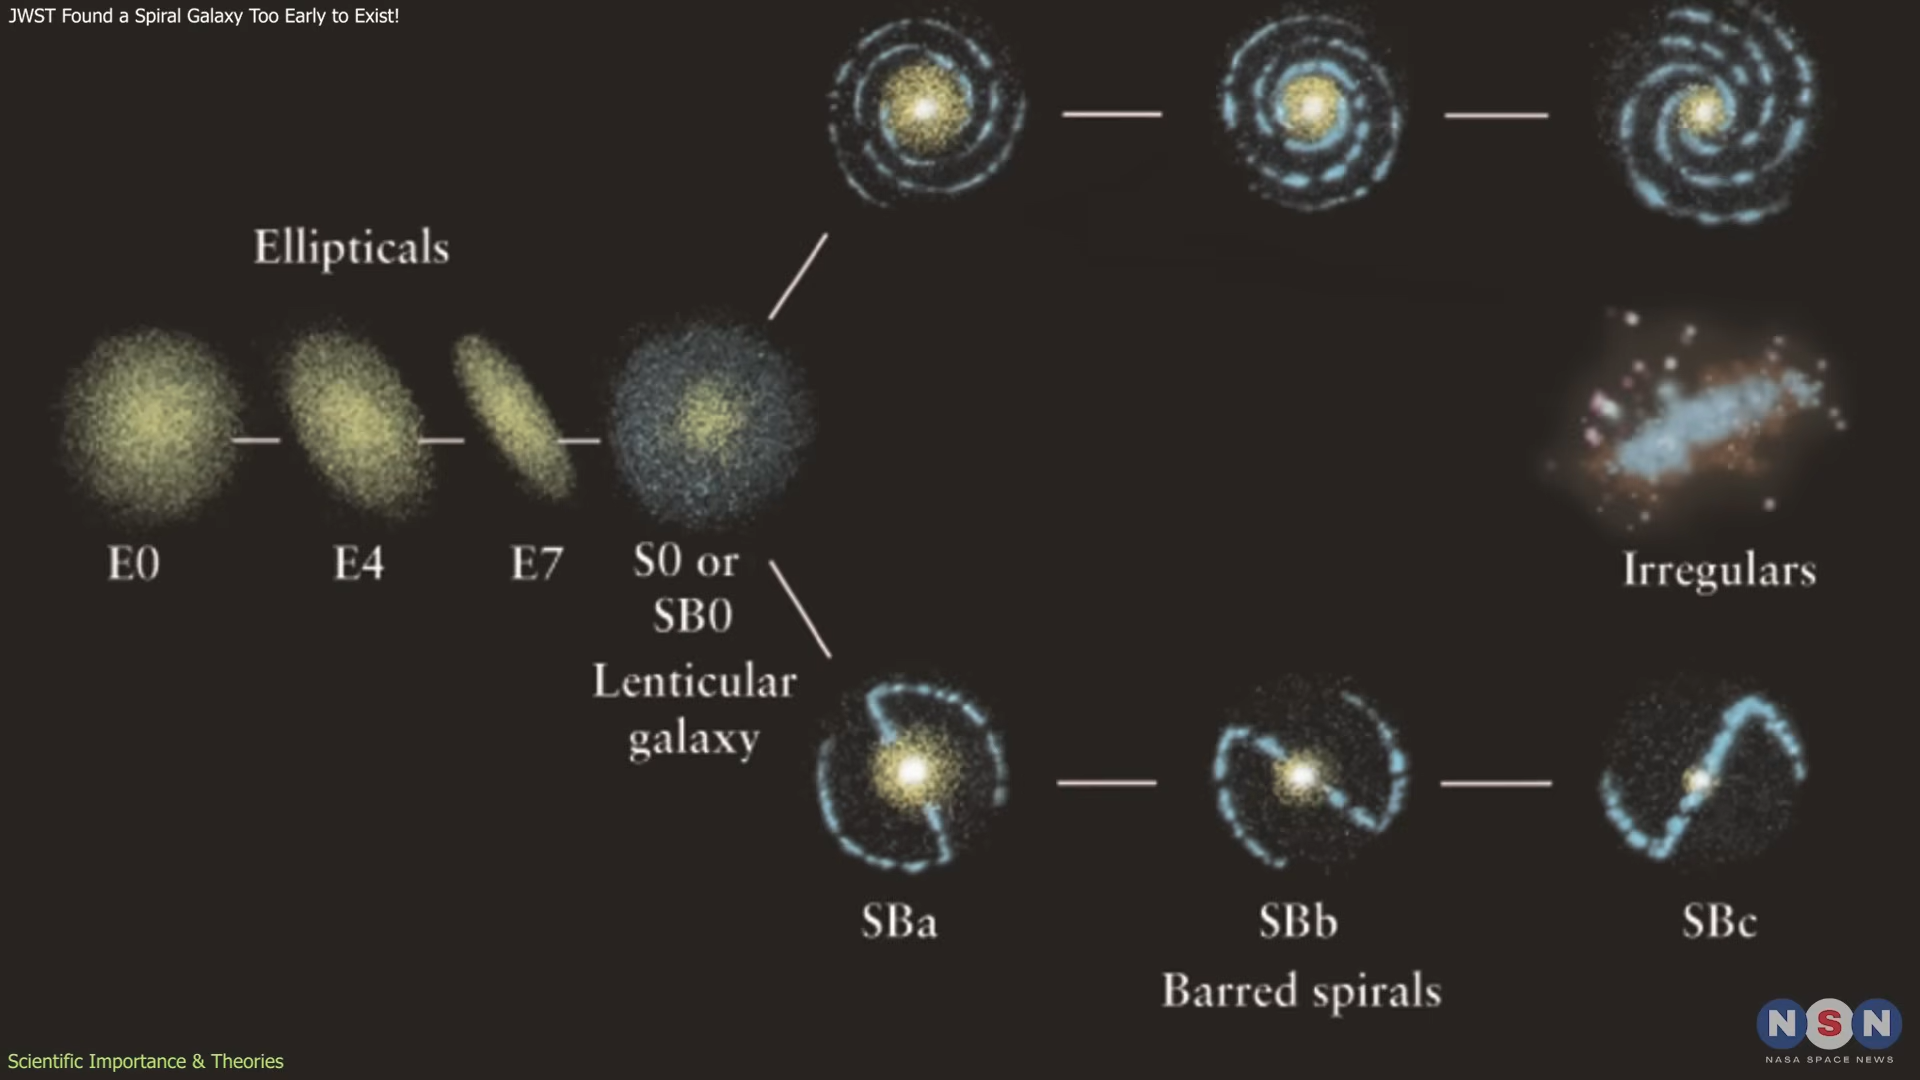 JWST Found a Spiral Galaxy Too Early to Exist!
Ellipticals
E0
E4
E7
S0 or
SB0
Lenticular
galaxy
Irregulars
SBa
SBb
SBc
Barred spirals
NSN
NASA SPACE NEWS
Scientific Importance & Theories